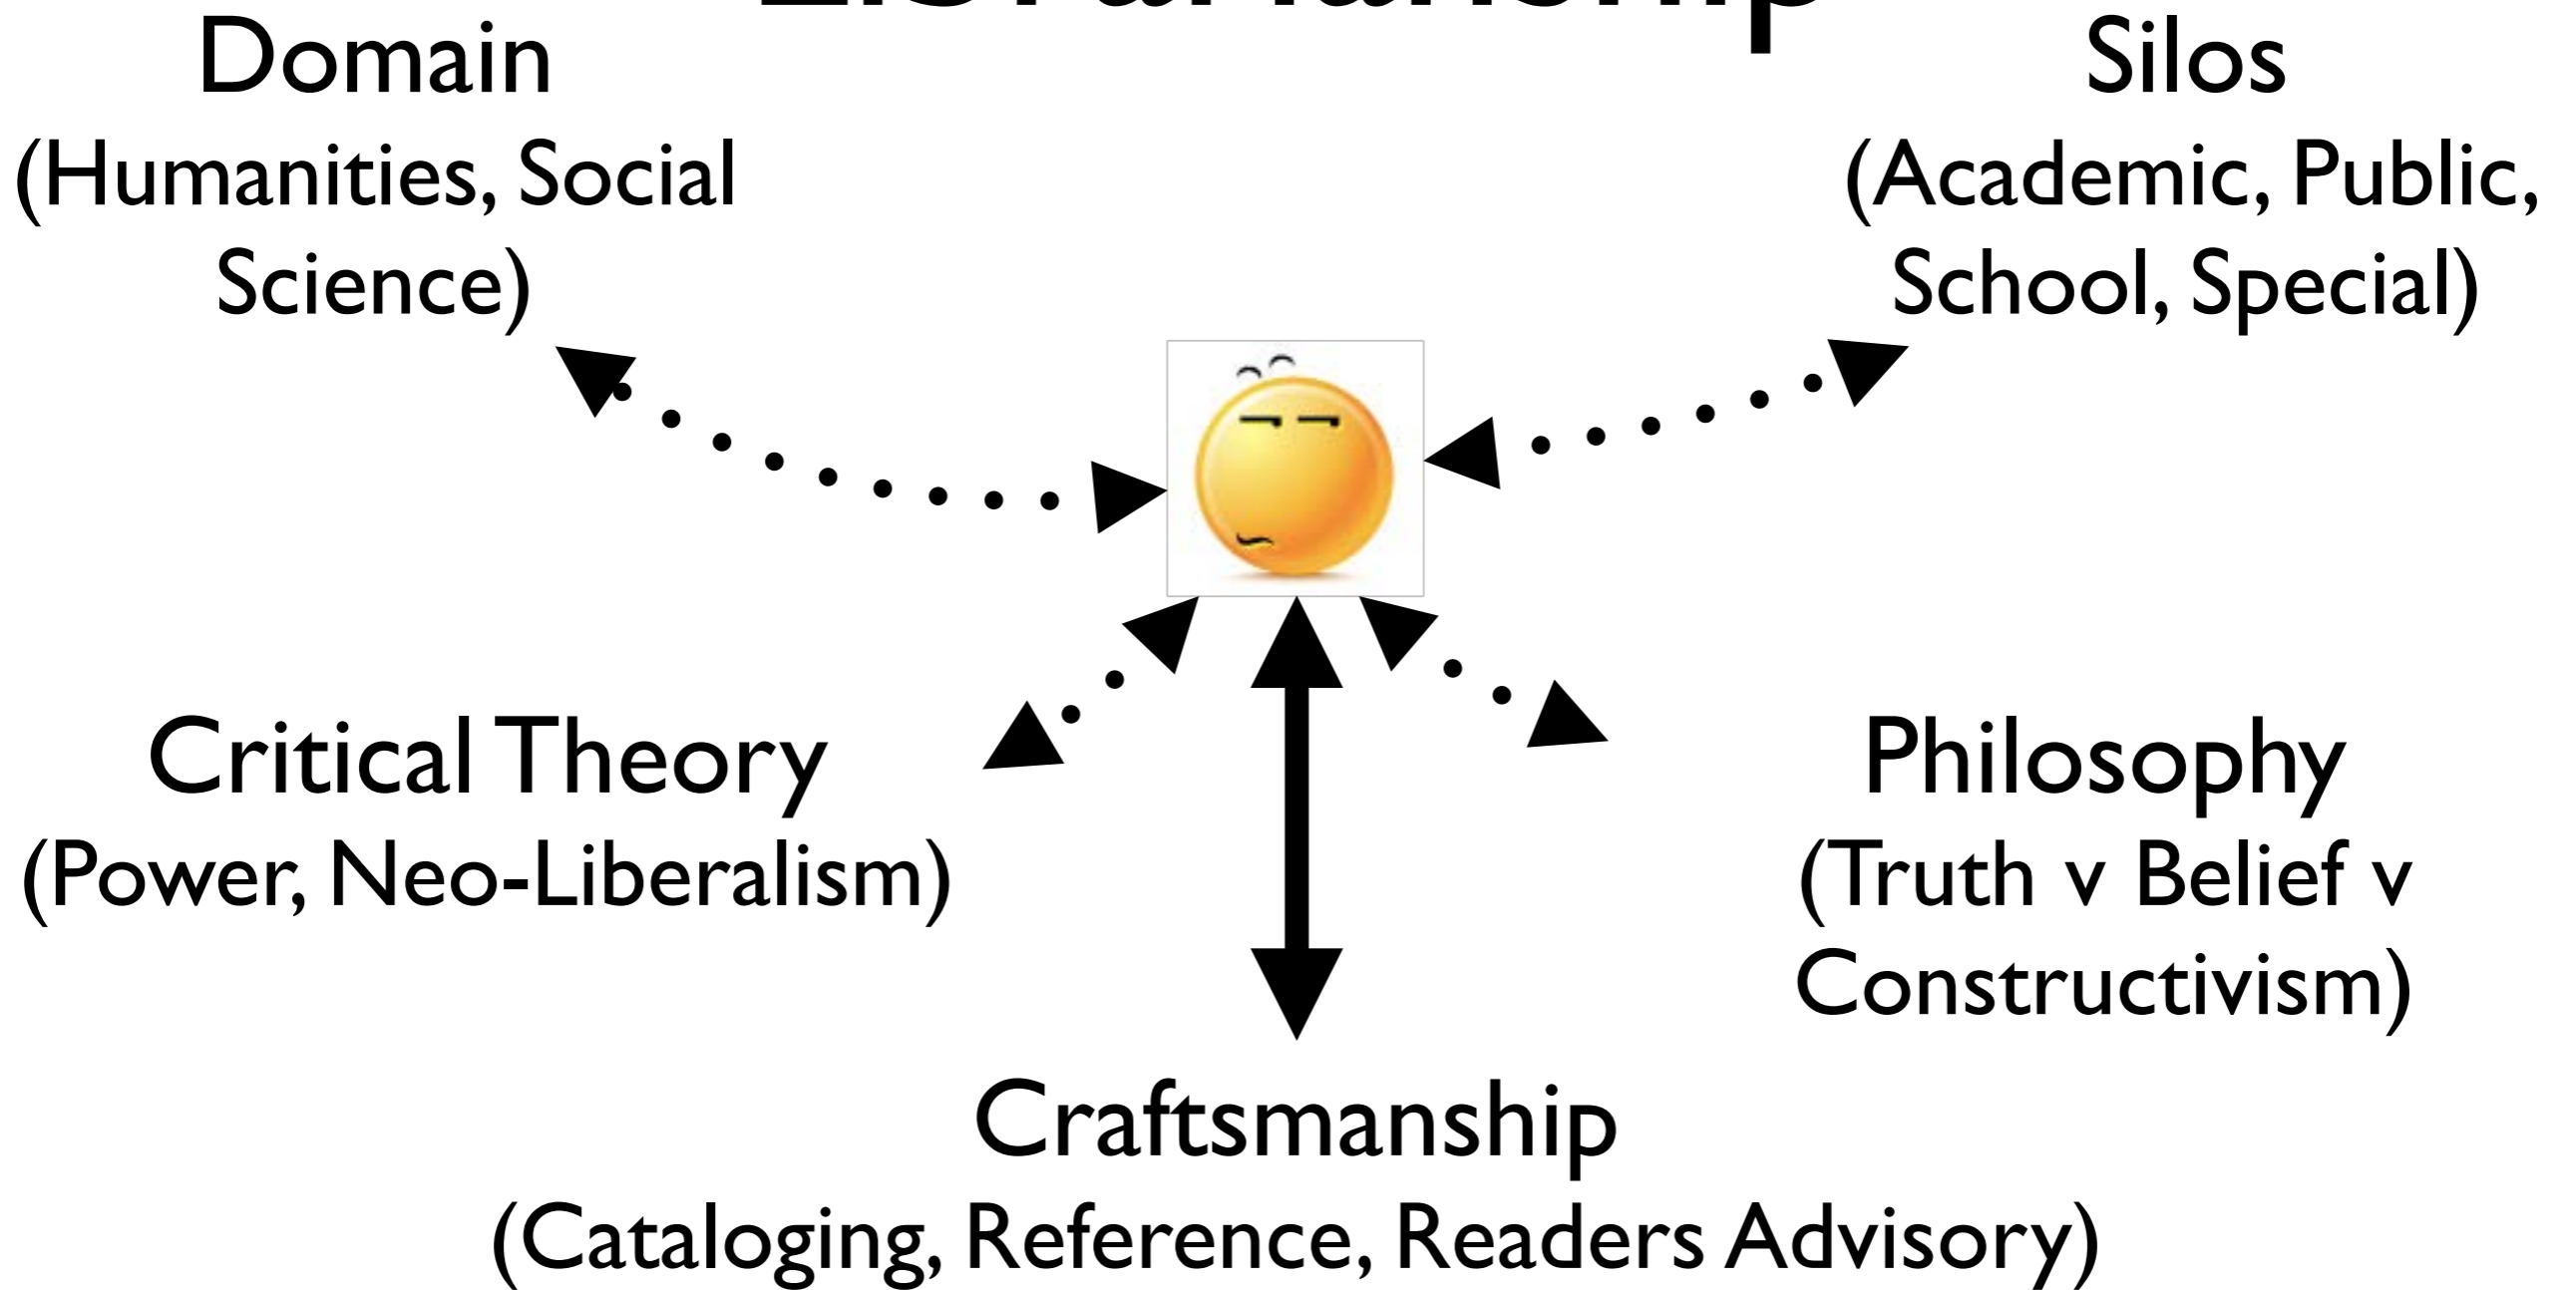 Librarianship
Domain
(Humanities, Social
Science)
Silos
(Academic, Public,
School, Special)
Critical Theory
(Power, Neo-Liberalism)
Philosophy
(Truth v Belief v
Constructivism)
Craftsmanship
(Cataloging, Reference, Readers Advisory)